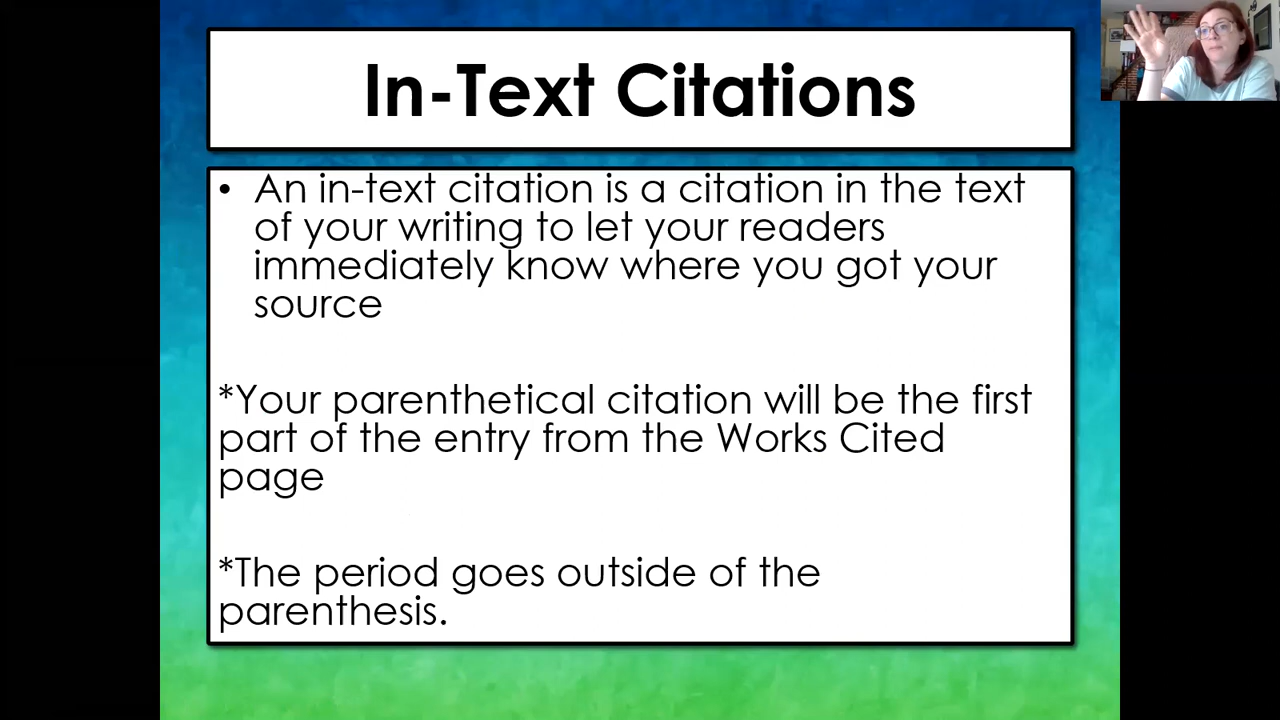 In-Text Citations
• An in-text citation is a citation in the text
of your writing to let your readers
immediately know where you got your
source
*Your parenthetical citation will be the first
part of the entry from the Works Cited
page
*The period goes outside of the
parenthesis.